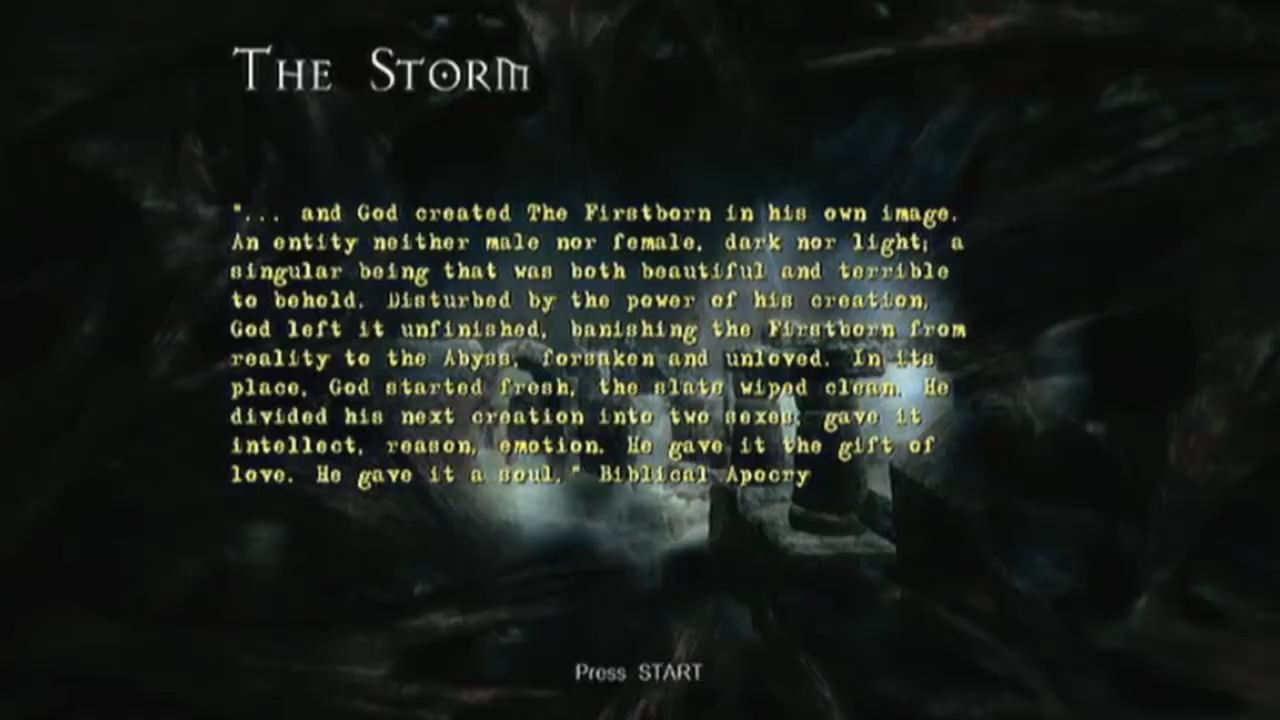 The Storm
"... and God created The Firstborn in his own image.
An entity neither male nor female, dark nor light; a
singular being that was both beautiful and terrible
to behold. Disturbed by the power of his creation,
God left it unfinished, banishing the Firstborn from
reality to the Abyss, forsaken and unloved. In its
place, God started fresh, the slate wiped clean. He
divided his next creation into two sexes; gave it
intellect, reason, emotion. He gave it the gift of
love. He gave it a soul." Biblical Apocry
Press START